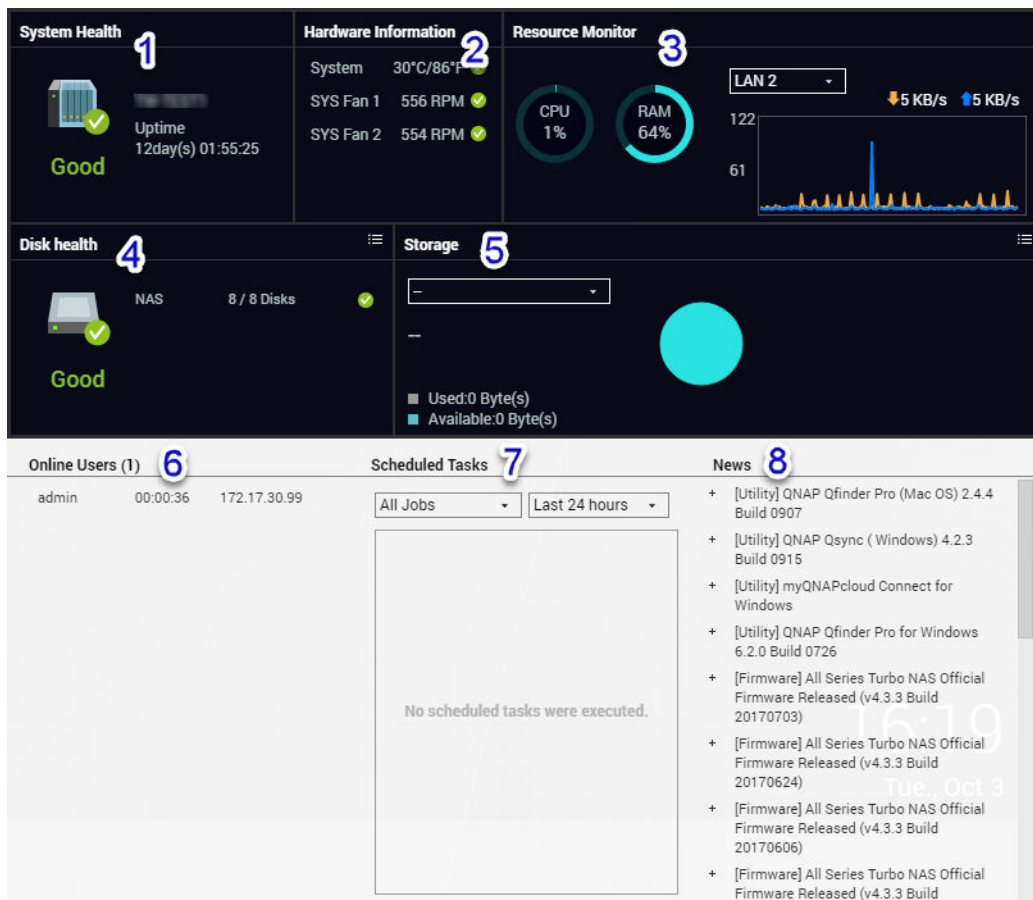 System Health
1
Uptime
12day(s) 01:55:25
Good
Hardware Information
2
System 30°C/86°F
SYS Fan 1 556 RPM
SYS Fan 2 554 RPM
Resource Monitor
3
CPU
1%
RAM
64%
LAN 2
5 KB/s 5 KB/s
122
61
Disk health
4
NAS 8 / 8 Disks
Good
Storage
5
--
--
Used:0 Byte(s)
Available:0 Byte(s)
Online Users (1)
6
admin 00:00:36 172.17.30.99
Scheduled Tasks
7
All Jobs Last 24 hours
No scheduled tasks were executed.
News
8
+ [Utility] QNAP Qfinder Pro (Mac OS) 2.4.4
Build 0907
+ [Utility] QNAP Qsync ( Windows) 4.2.3
Build 0915
+ [Utility] myQNAPcloud Connect for
Windows
+ [Utility] QNAP Qfinder Pro for Windows
6.2.0 Build 0726
+ [Firmware] All Series Turbo NAS Official
Firmware Released (v4.3.3 Build
20170703)
+ [Firmware] All Series Turbo NAS Official
Firmware Released (v4.3.3 Build
20170624)
+ [Firmware] All Series Turbo NAS Official
Firmware Released (v4.3.3 Build
20170606)
+ [Firmware] All Series Turbo NAS Official
Firmware Released (v4.3.3 Build
16:19
Tue., Oct 3